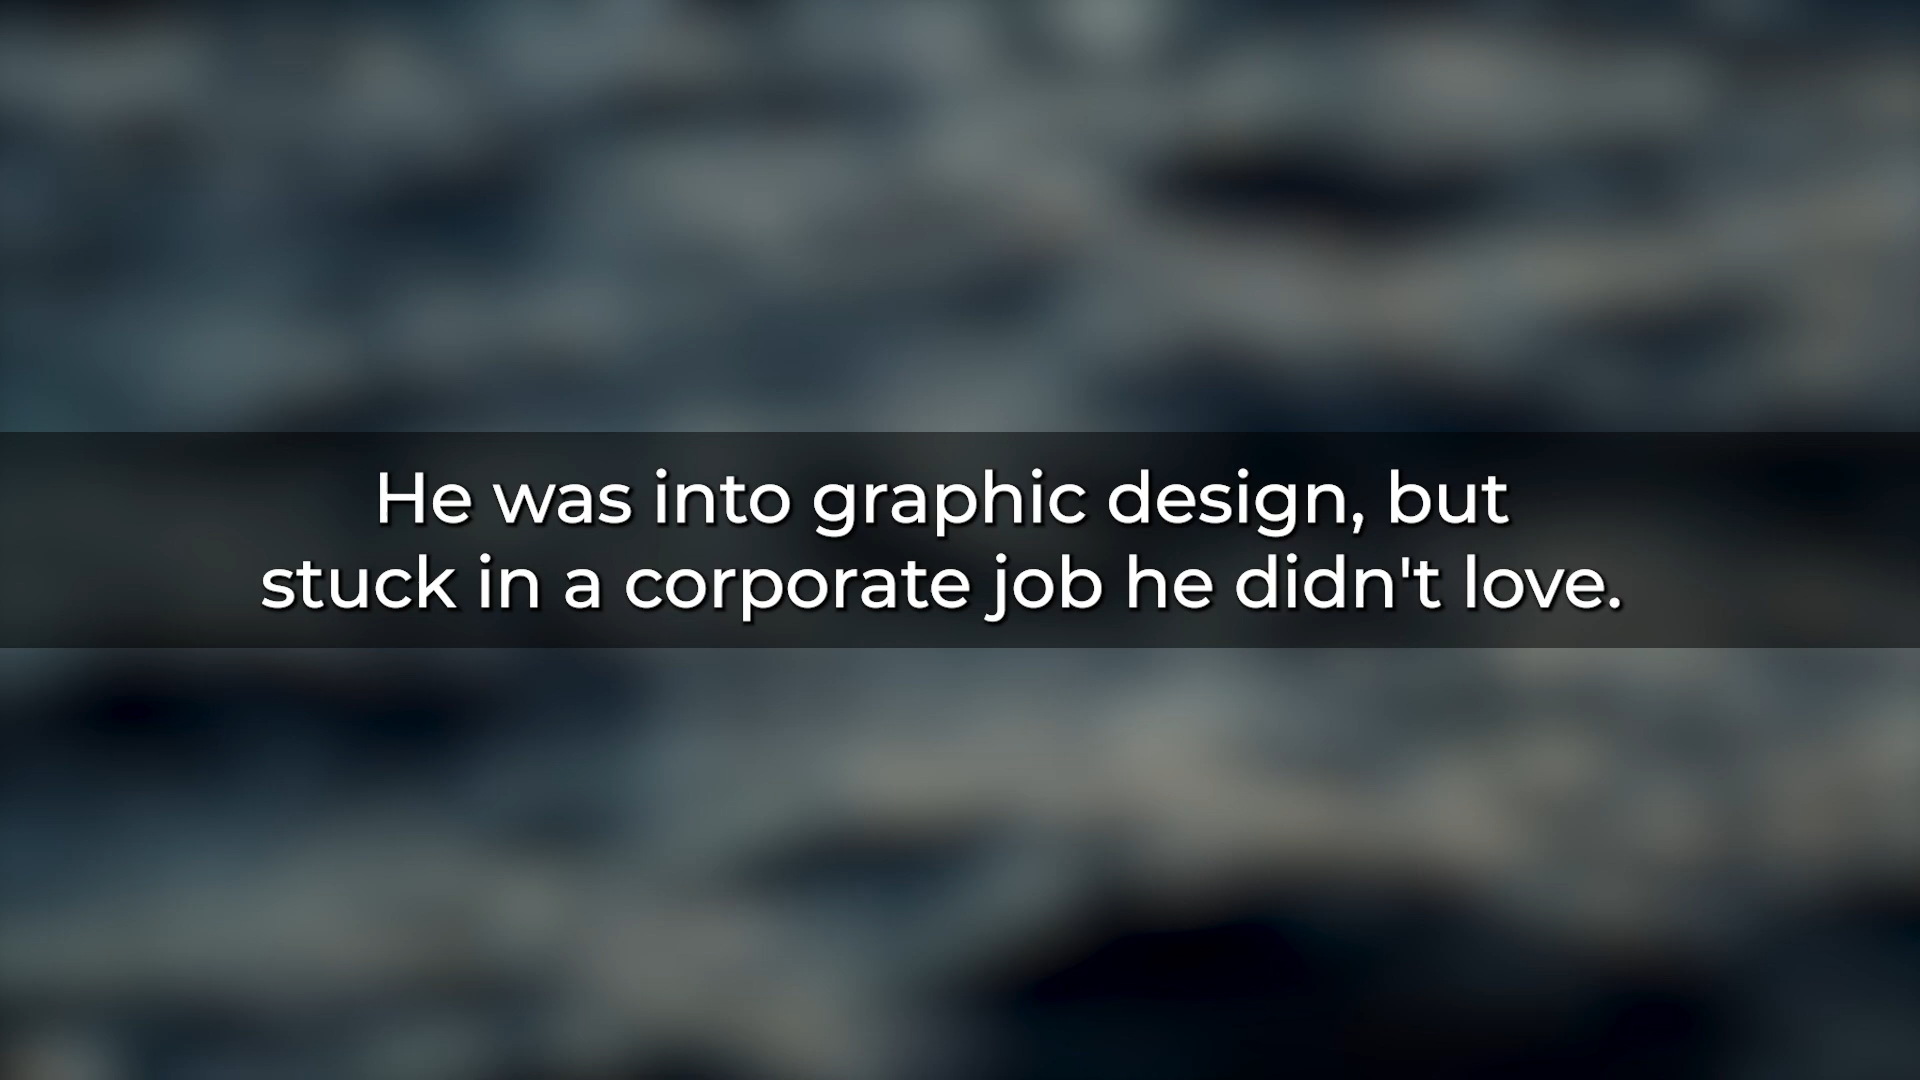 He was into graphic design, but
stuck in a corporate job he didn't love.